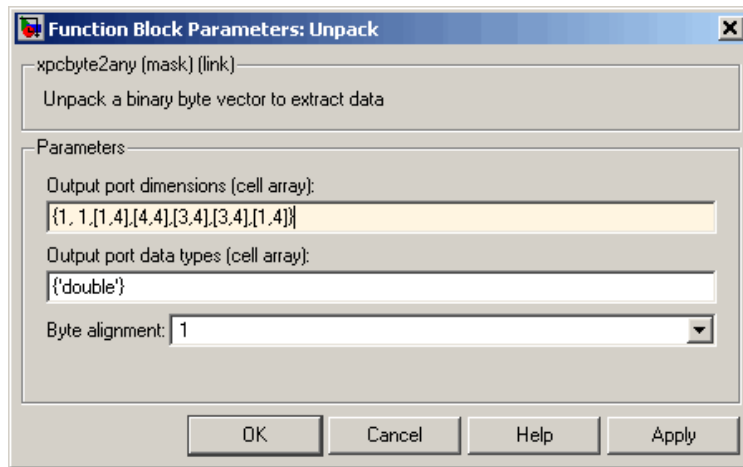 Function Block Parameters: Unpack
xpcbyte2any (mask) (link)
Unpack a binary byte vector to extract data
Parameters
Output port dimensions (cell array):
{1, 1,[1,4],[4,4],[3,4],[3,4],[1,4]}
Output port data types (cell array):
{'double'}
Byte alignment: 1
OK Cancel Help Apply